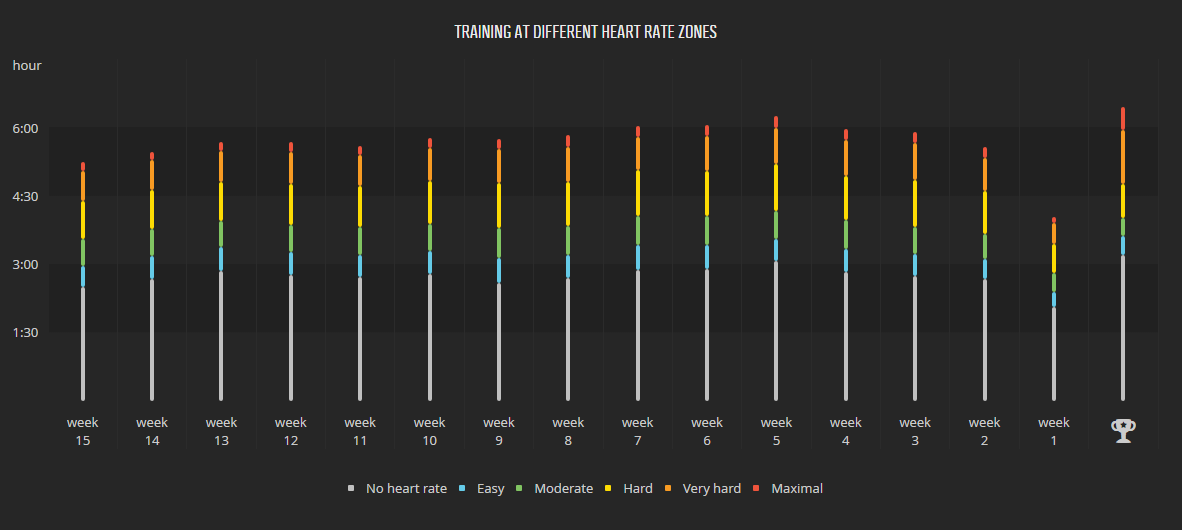 TRAINING AT DIFFERENT HEART RATE ZONES
hour
6:00
4:30
3:00
1:30
week 15
week 14
week 13
week 12
week 11
week 10
week 9
week 8
week 7
week 6
week 5
week 4
week 3
week 2
week 1
No heart rate Easy Moderate Hard Very hard Maximal